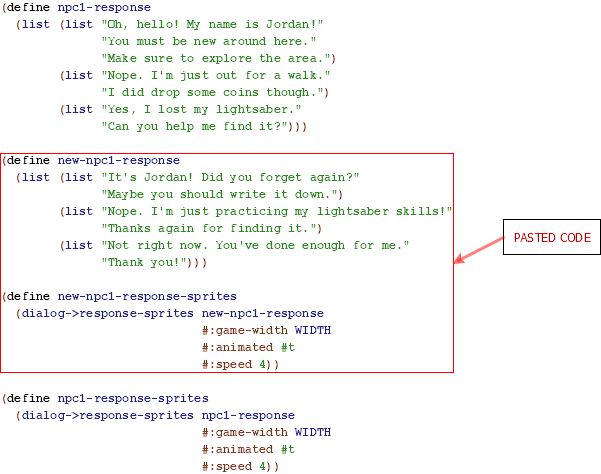 (define npc1-response
  (list (list "Oh, hello! My name is Jordan!"
              "You must be new around here."
              "Make sure to explore the area.")
        (list "Nope. I'm just out for a walk."
              "I did drop some coins though.")
        (list "Yes, I lost my lightsaber."
              "Can you help me find it?")))
(define new-npc1-response
  (list (list "It's Jordan! Did you forget again?"
              "Maybe you should write it down.")
        (list "Nope. I'm just practicing my lightsaber skills!"
              "Thanks again for finding it.")
        (list "Not right now. You've done enough for me."
              "Thank you!")))
(define new-npc1-response-sprites
  (dialog->response-sprites new-npc1-response
                            #:game-width WIDTH
                            #:animated #t
                            #:speed 4))
(define npc1-response-sprites
  (dialog->response-sprites npc1-response
                            #:game-width WIDTH
                            #:animated #t
                            #:speed 4))
PASTED CODE